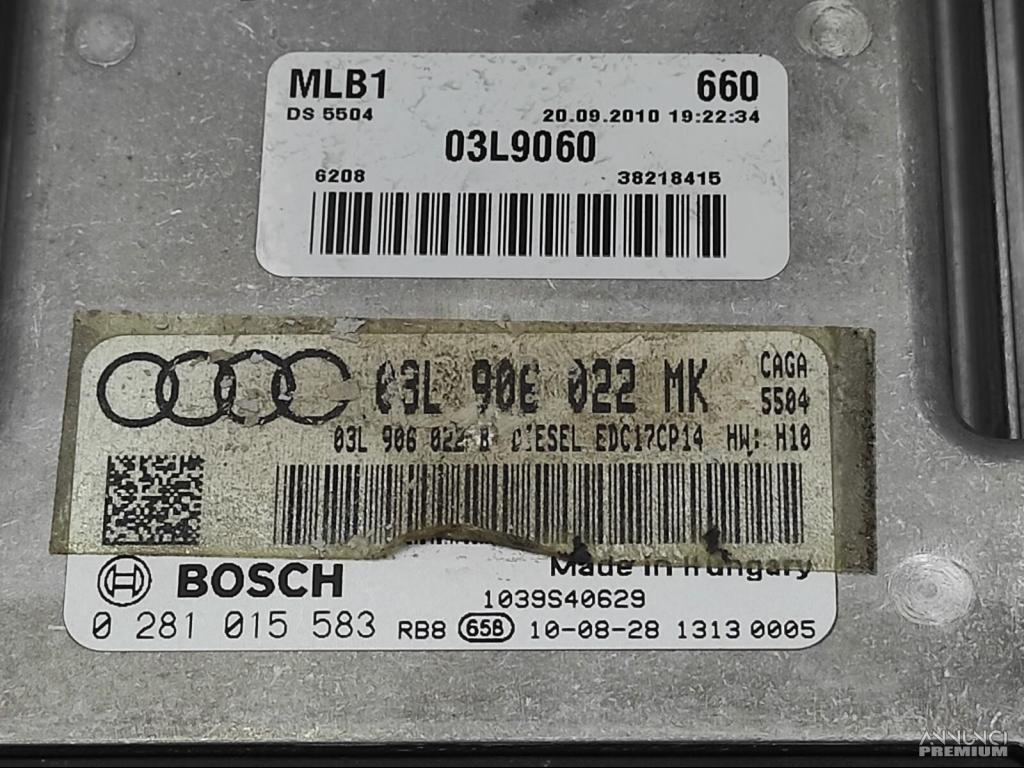 MLB1 660
DS 5504 20.09.2010 19:22:34
03L9060
6208 38218415
03L 906 022 MK CAGA
5504
03L 906 022 B DIESEL EDC17CP14 HW: H10
BOSCH Made in Hungary
1039S40629
0 281 015 583 RB8 658 10-08-28 1313 0005
ANNUNCI
PREMIUM